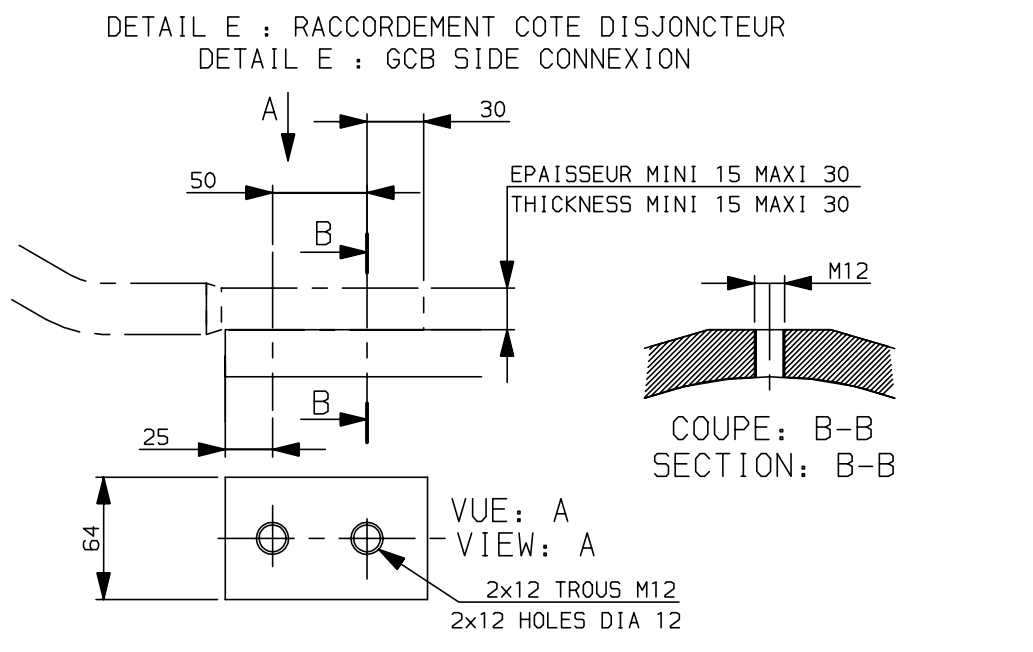 DETAIL E : RACCORDEMENT COTE DISJONCTEUR
DETAIL E : GCB SIDE CONNEXION
A
30
50
EPAISSEUR MINI 15 MAXI 30
THICKNESS MINI 15 MAXI 30
B
M12
B
25
COUPE: B-B
SECTION: B-B
64
VUE: A
VIEW: A
2x12 TROUS M12
2x12 HOLES DIA 12